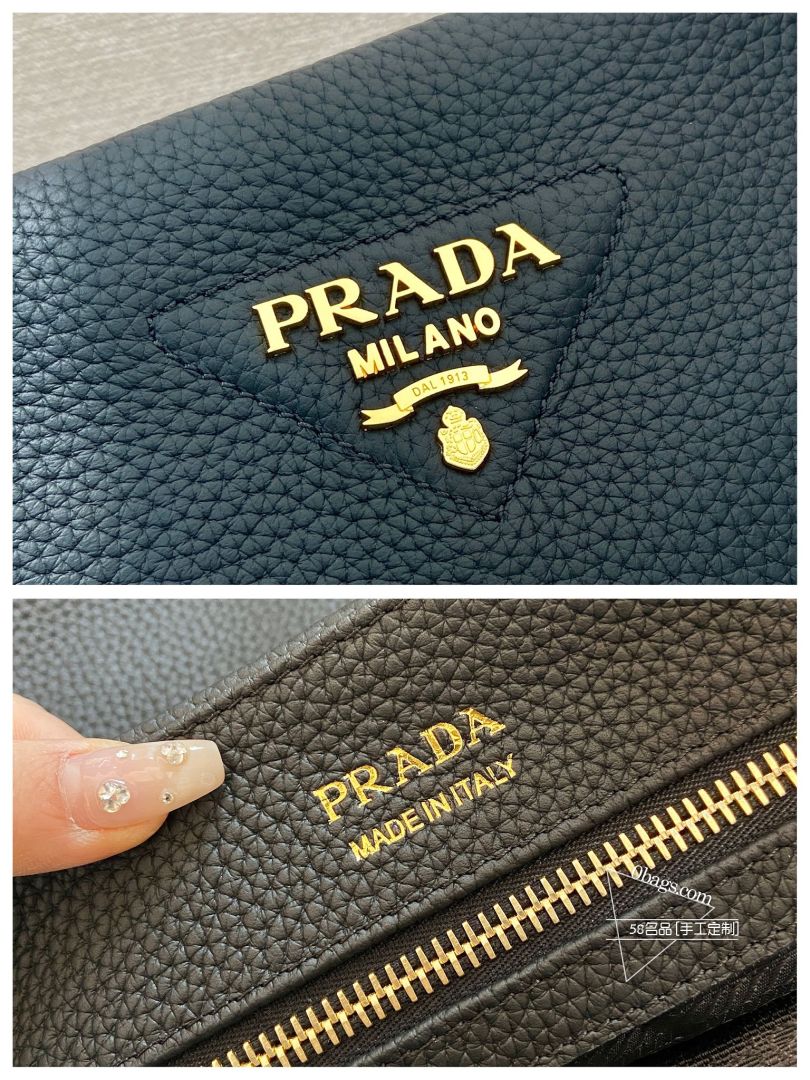 PRADA
MILANO
DAL 1913
PRADA
MADE IN ITALY
0bags.com
58名品[手工定制]